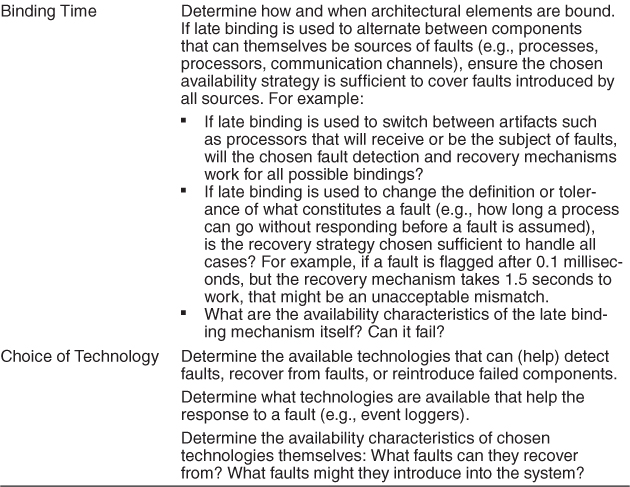 Binding Time
Determine how and when architectural elements are bound.
If late binding is used to alternate between components
that can themselves be sources of faults (e.g., processes,
processors, communication channels), ensure the chosen
availability strategy is sufficient to cover faults introduced by
all sources. For example:
▪ If late binding is used to switch between artifacts such
as processors that will receive or be the subject of faults,
will the chosen fault detection and recovery mechanisms
work for all possible bindings?
▪ If late binding is used to change the definition or toler-
ance of what constitutes a fault (e.g., how long a process
can go without responding before a fault is assumed),
is the recovery strategy chosen sufficient to handle all
cases? For example, if a fault is flagged after 0.1 millisec-
onds, but the recovery mechanism takes 1.5 seconds to
work, that might be an unacceptable mismatch.
▪ What are the availability characteristics of the late bind-
ing mechanism itself? Can it fail?
Choice of Technology
Determine the available technologies that can (help) detect
faults, recover from faults, or reintroduce failed components.
Determine what technologies are available that help the
response to a fault (e.g., event loggers).
Determine the availability characteristics of chosen
technologies themselves: What faults can they recover
from? What faults might they introduce into the system?